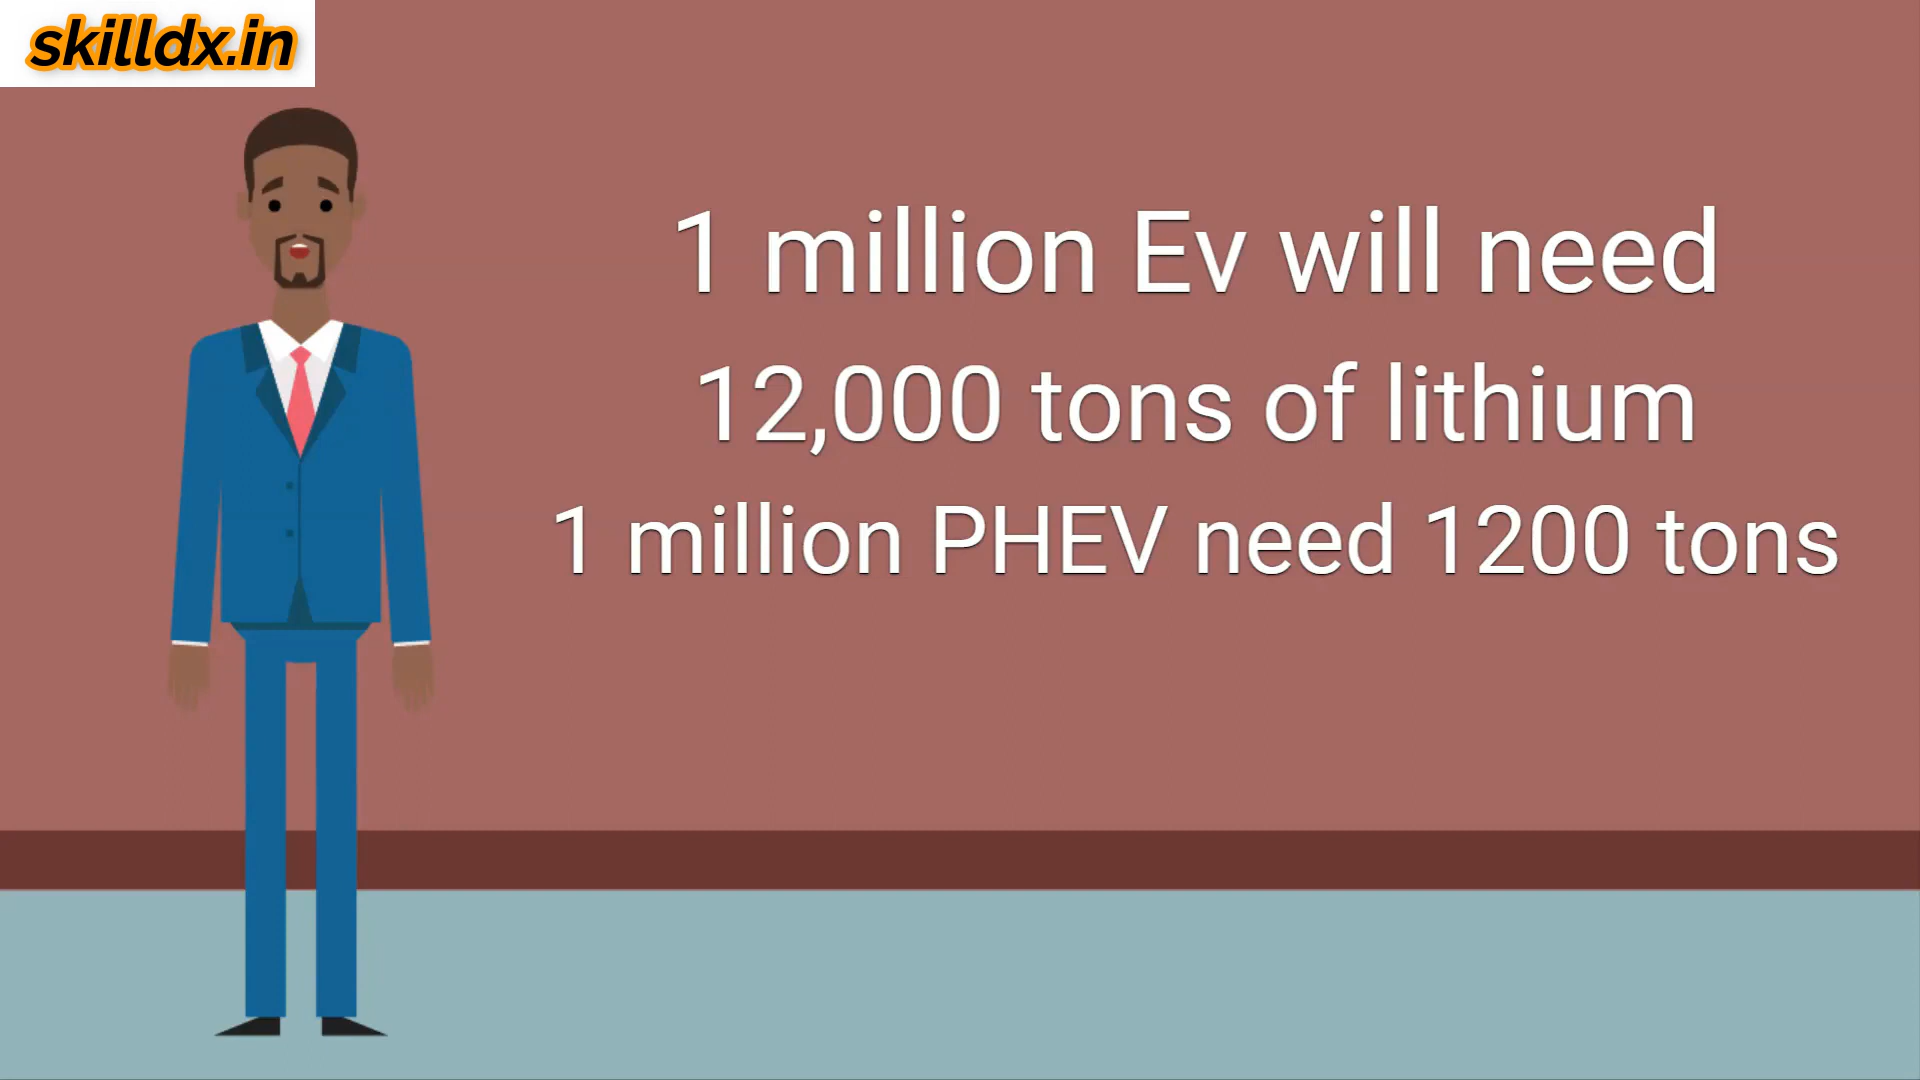 skilldx.in
1 million Ev will need
12,000 tons of lithium
1 million PHEV need 1200 tons